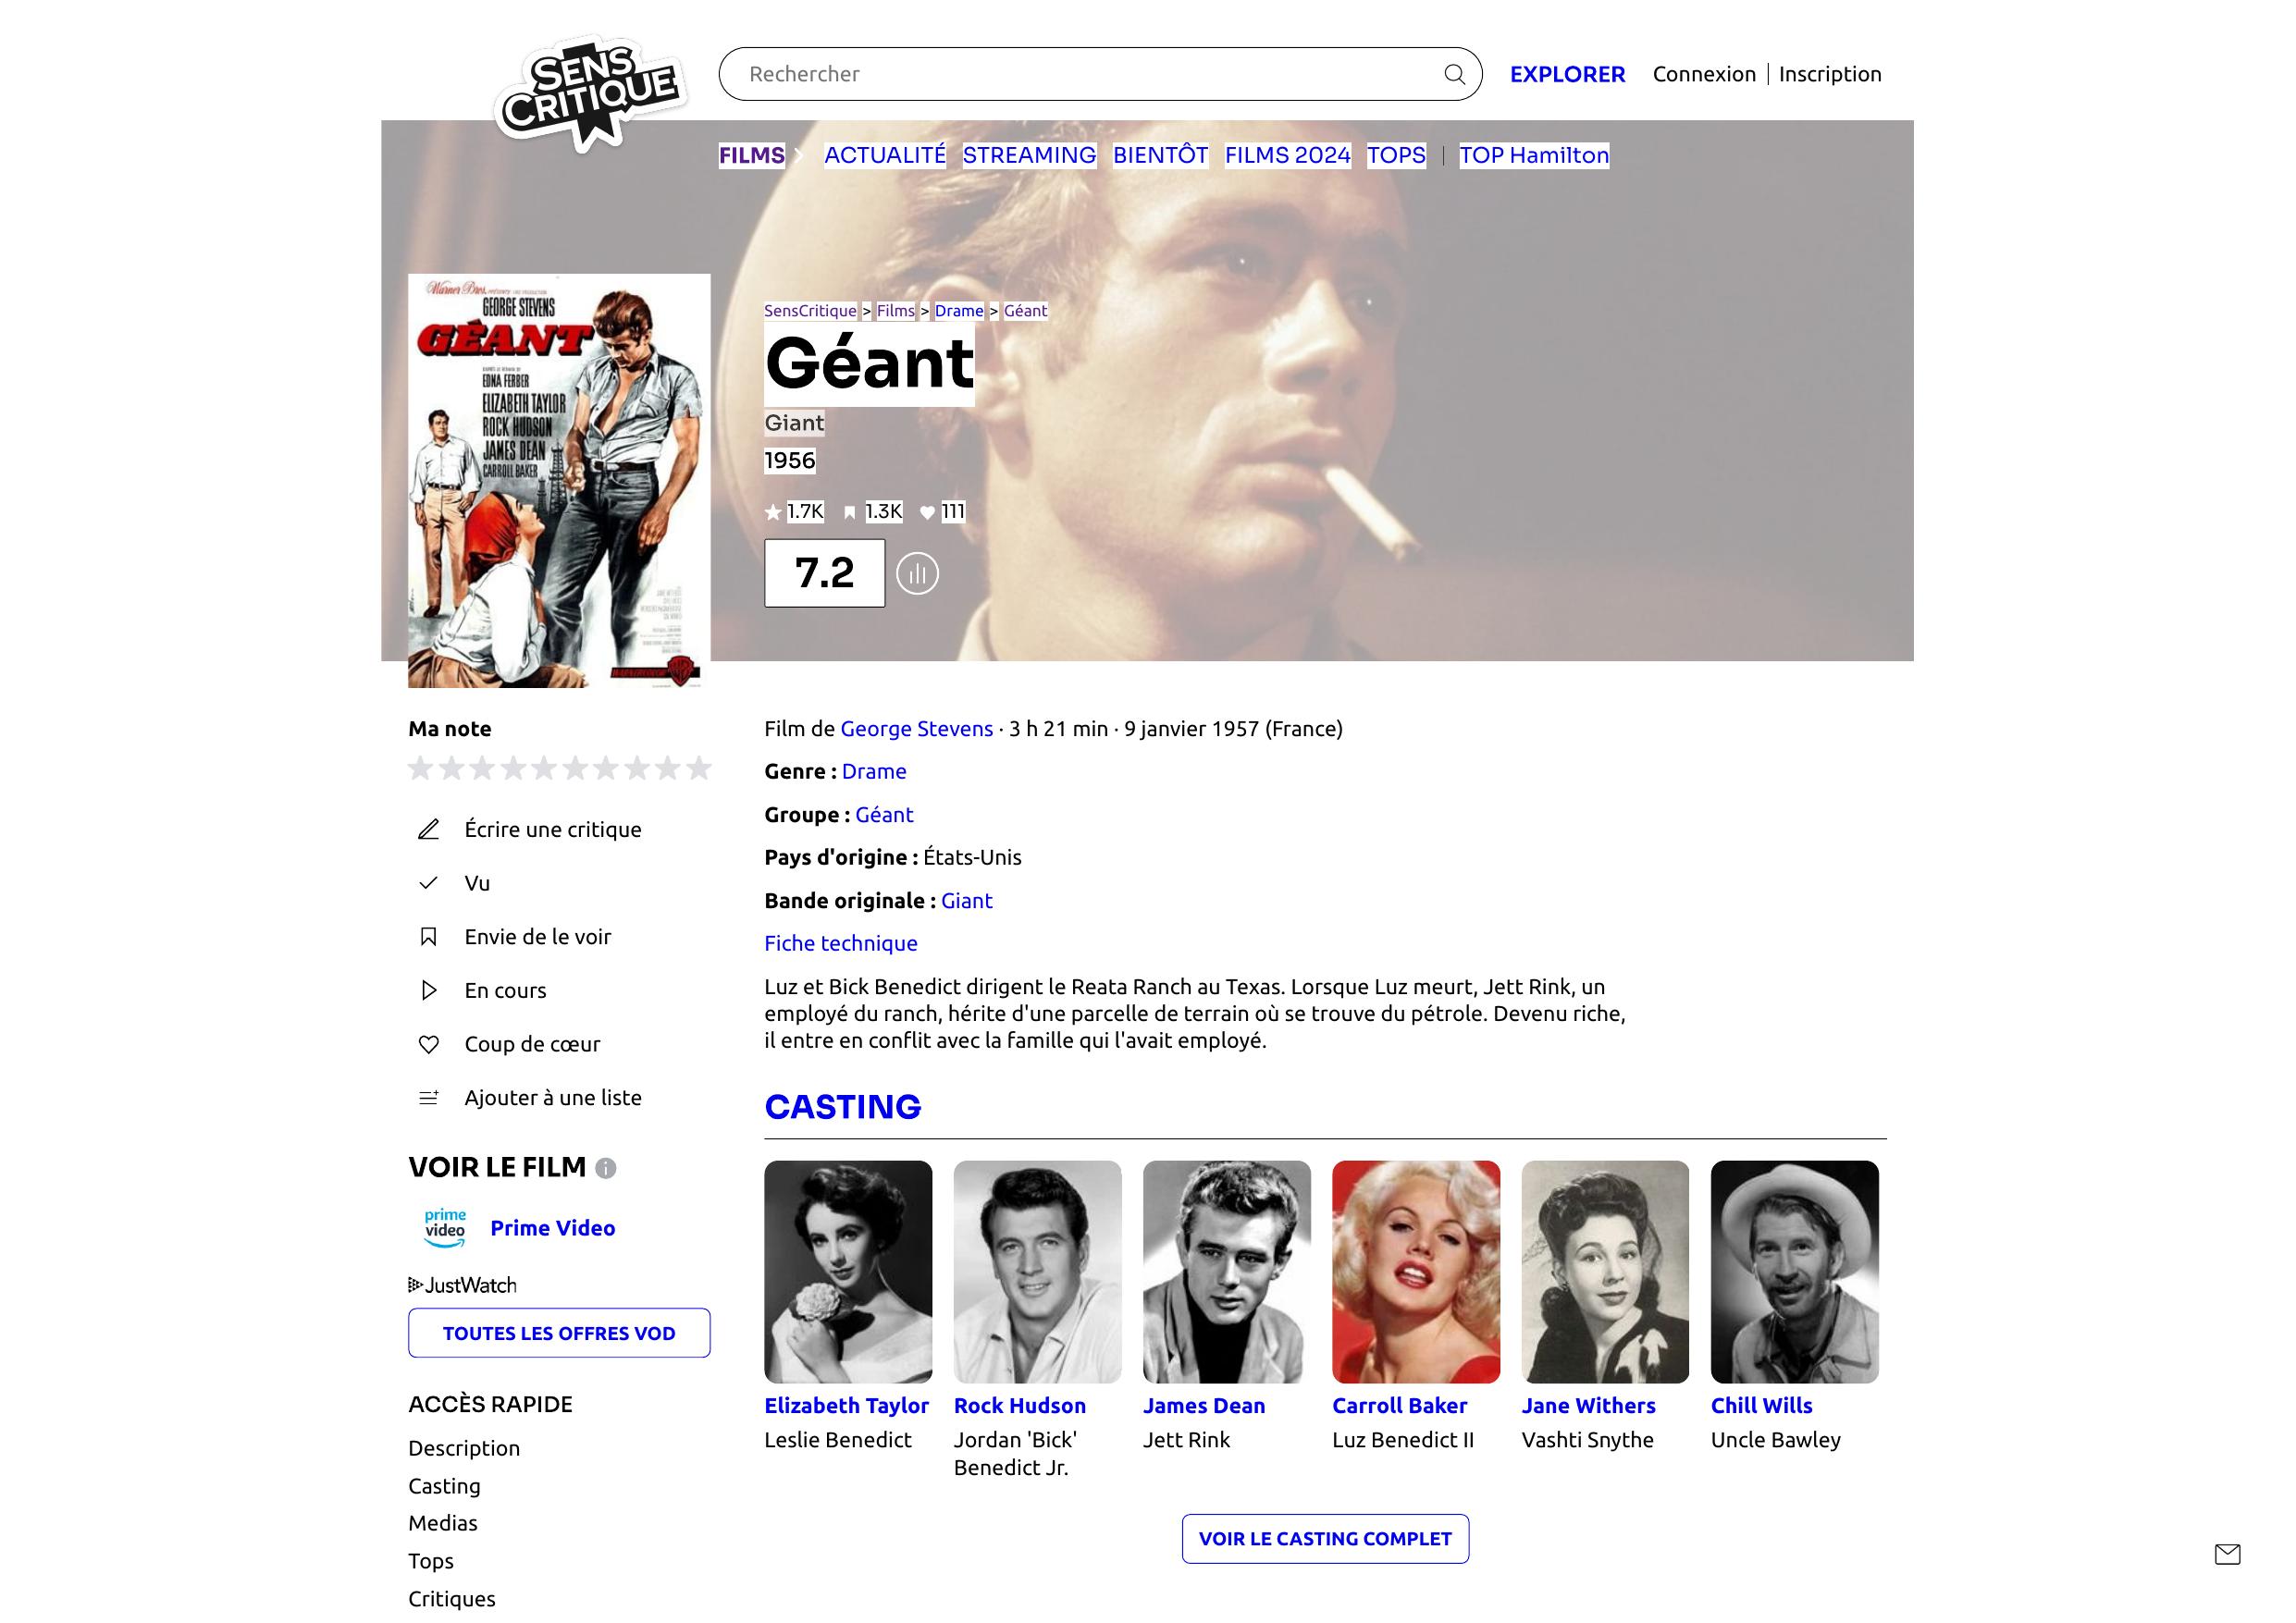 SENS
CRITIQUE
Rechercher
EXPLORER
Connexion
Inscription
FILMS
ACTUALITÉ
STREAMING
BIENTÔT
FILMS 2024
TOPS
TOP Hamilton
Warner Bros.
GEORGE STEVENS
GÉANT
EDNA FERBER
ELIZABETH TAYLOR
ROCK HUDSON
JAMES DEAN
CARROLL BAKER
SensCritique > Films > Drame > Géant
Géant
Giant
1956
1.7K 1.3K 111
7.2
Ma note
Écrire une critique
Vu
Envie de le voir
En cours
Coup de cœur
Ajouter à une liste
VOIR LE FILM
prime
video
Prime Video
JustWatch
TOUTES LES OFFRES VOD
ACCÈS RAPIDE
Description
Casting
Medias
Tops
Critiques
Film de George Stevens · 3 h 21 min · 9 janvier 1957 (France)
Genre : Drame
Groupe : Géant
Pays d'origine : États-Unis
Bande originale : Giant
Fiche technique
Luz et Bick Benedict dirigent le Reata Ranch au Texas. Lorsque Luz meurt, Jett Rink, un
employé du ranch, hérite d'une parcelle de terrain où se trouve du pétrole. Devenu riche,
il entre en conflit avec la famille qui l'avait employé.
CASTING
Elizabeth Taylor
Leslie Benedict
Rock Hudson
Jordan 'Bick'
Benedict Jr.
James Dean
Jett Rink
Carroll Baker
Luz Benedict II
Jane Withers
Vashti Snythe
Chill Wills
Uncle Bawley
VOIR LE CASTING COMPLET